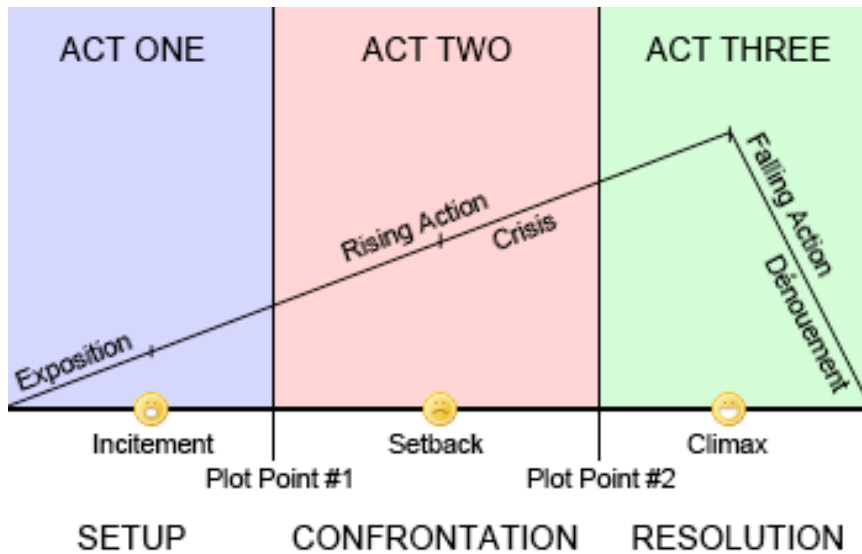 ACT ONE
ACT TWO
ACT THREE
Exposition
Rising Action
Crisis
Falling Action
Dénouement
Incitement
Setback
Climax
Plot Point #1
Plot Point #2
SETUP
CONFRONTATION
RESOLUTION